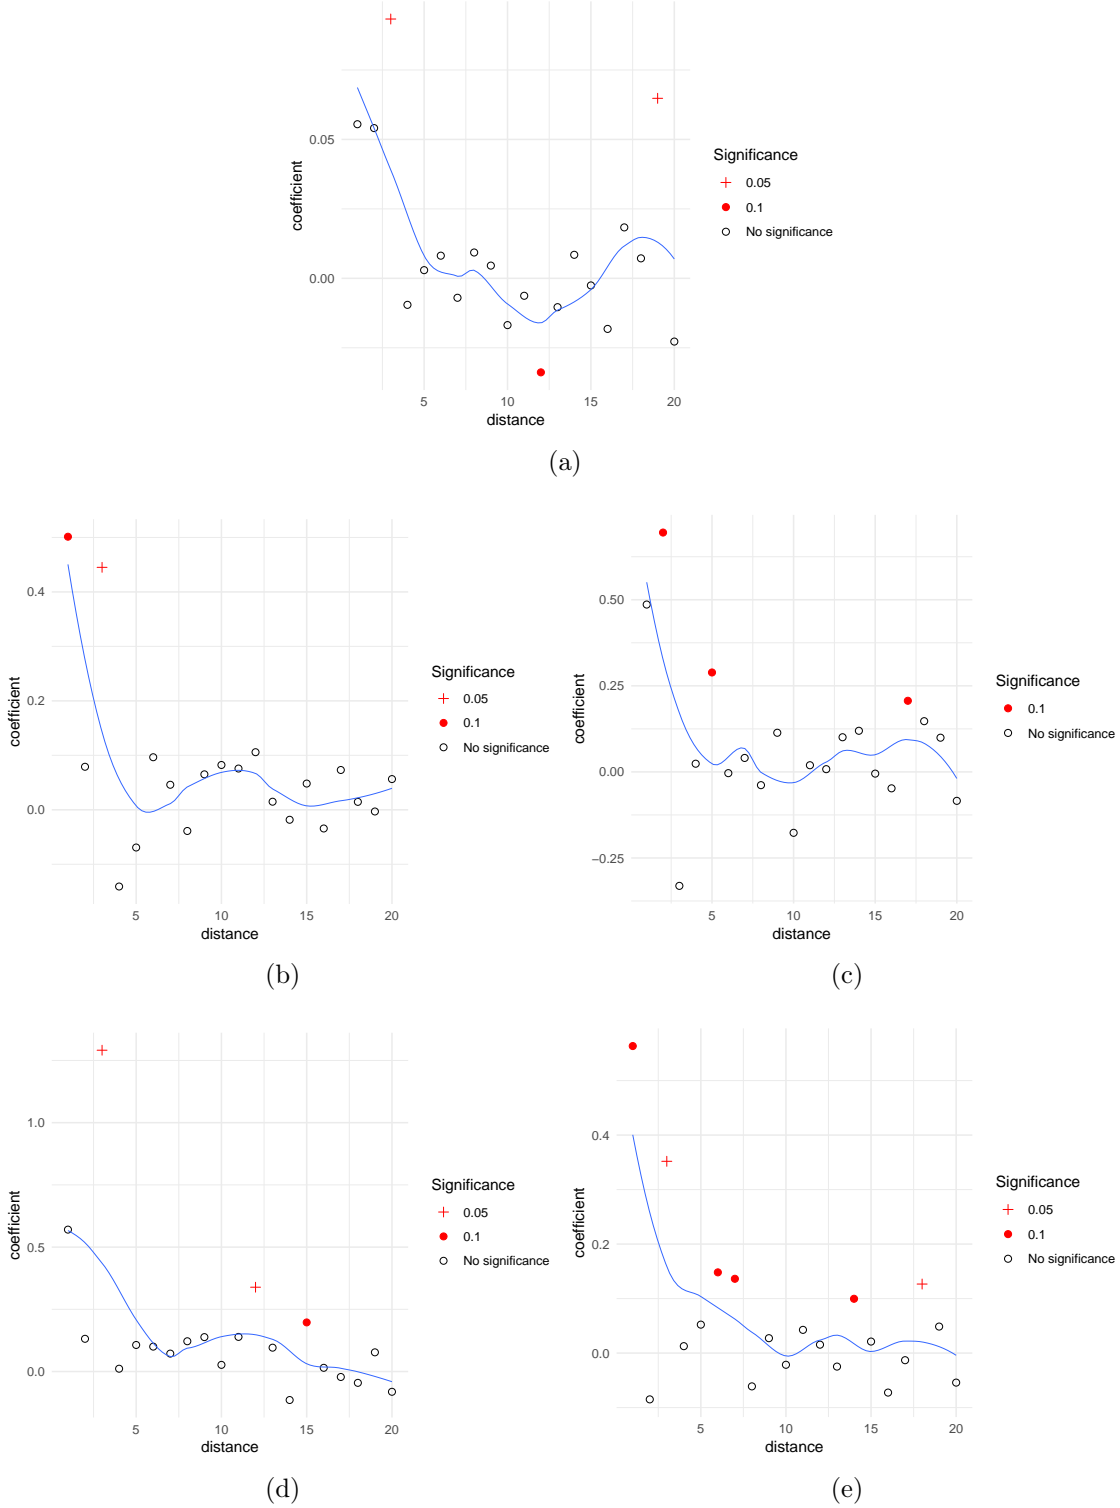 coefficient
0.05
0.00
5 10 15 20
distance
Significance
0.05
0.1
No significance
(a)
coefficient
0.4
0.2
0.0
5 10 15 20
distance
Significance
0.05
0.1
No significance
(b)
coefficient
0.50
0.25
0.00
−0.25
5 10 15 20
distance
Significance
0.1
No significance
(c)
coefficient
1.0
0.5
0.0
5 10 15 20
distance
Significance
0.05
0.1
No significance
(d)
coefficient
0.4
0.2
0.0
5 10 15 20
distance
Significance
0.05
0.1
No significance
(e)